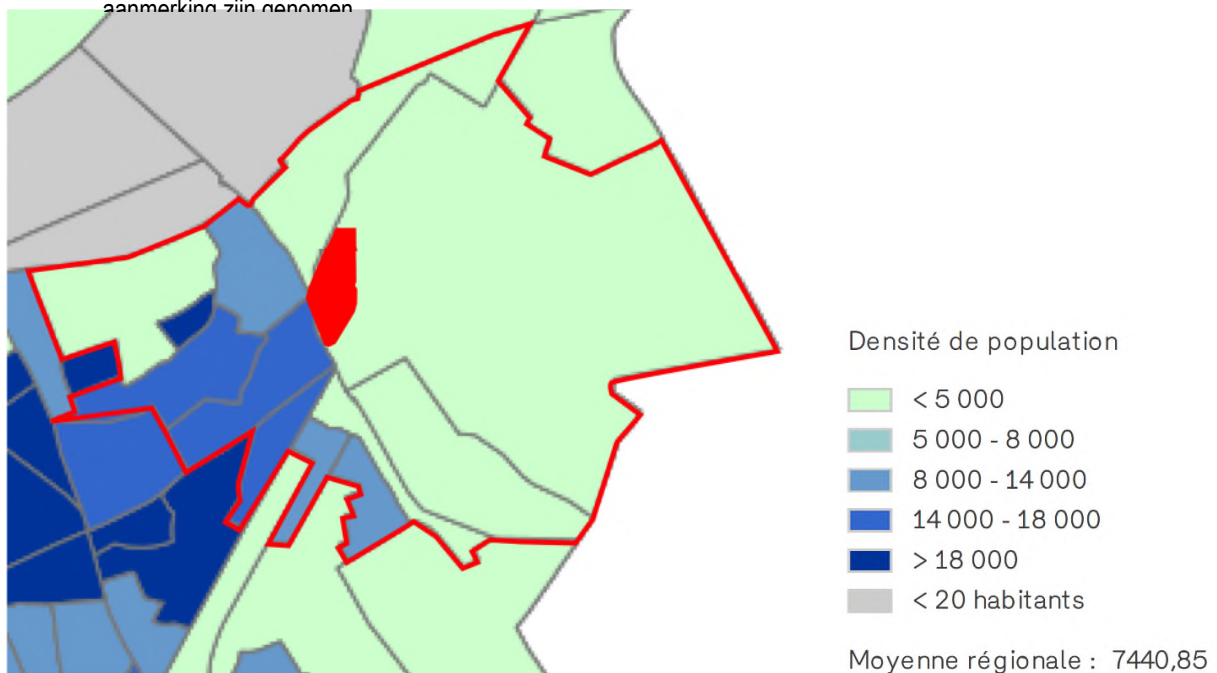 aanmerking zijn genomen
Densité de population
< 5 000
5 000 - 8 000
8 000 - 14 000
14 000 - 18 000
> 18 000
< 20 habitants
Moyenne régionale : 7440,85